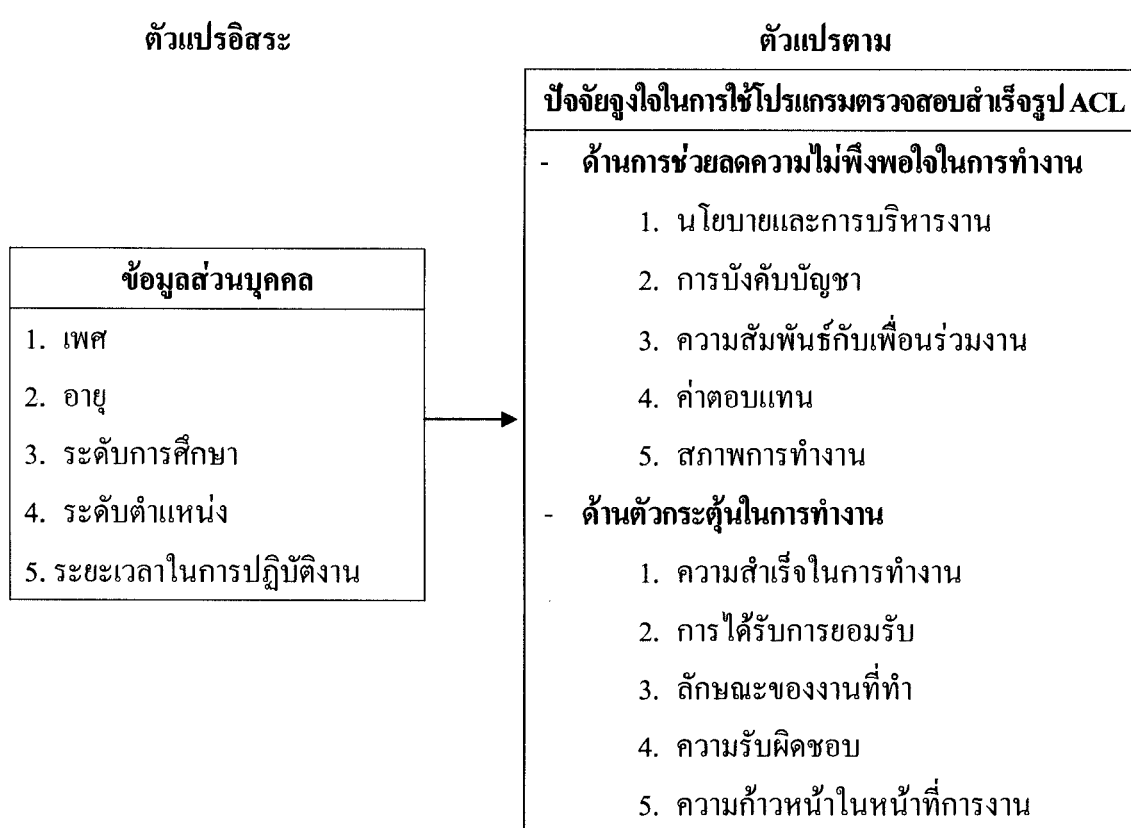 ตัวแปรอิสระ
ตัวแปรตาม
ข้อมูลส่วนบุคคล
1. เพศ
2. อายุ
3. ระดับการศึกษา
4. ระดับตำแหน่ง
5. ระยะเวลาในการปฏิบัติงาน
ปัจจัยจูงใจในการใช้โปรแกรมตรวจสอบสำเร็จรูป ACL
- ด้านการช่วยลดความไม่พึงพอใจในการทำงาน
1. นโยบายและการบริหารงาน
2. การบังคับบัญชา
3. ความสัมพันธ์กับเพื่อนร่วมงาน
4. ค่าตอบแทน
5. สภาพการทำงาน
- ด้านตัวกระตุ้นในการทำงาน
1. ความสำเร็จในการทำงาน
2. การได้รับการยอมรับ
3. ลักษณะของงานที่ทำ
4. ความรับผิดชอบ
5. ความก้าวหน้าในหน้าที่การงาน